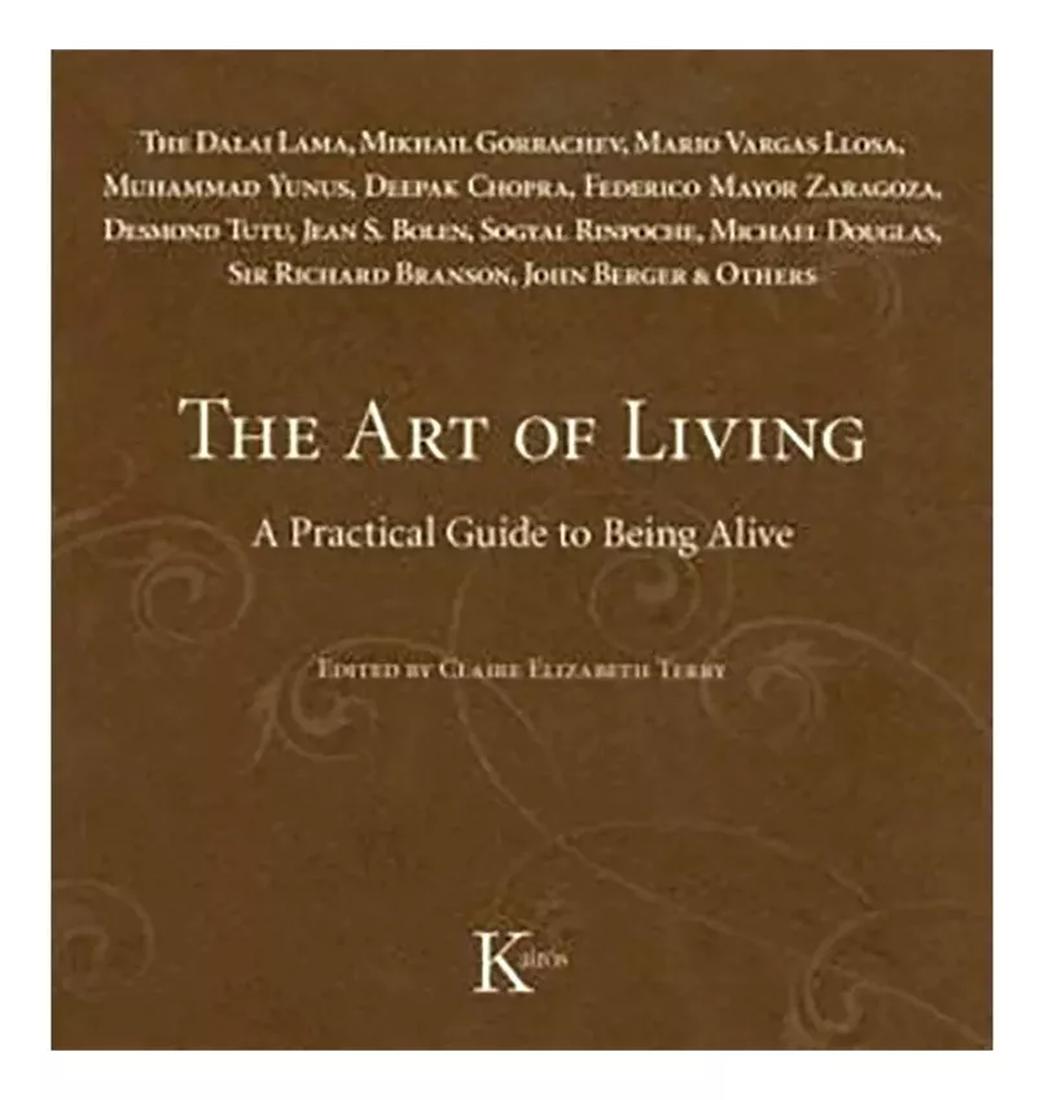 THE DALAI LAMA, MIKHAIL GORBACHEV, MARIO VARGAS LLOSA,
MUHAMMAD YUNUS, DEEPAK CHOPRA, FEDERICO MAYOR ZARAGOZA,
DESMOND TUTU, JEAN S. BOLEN, SOGYAL RINPOCHE, MICHAEL DOUGLAS,
SIR RICHARD BRANSON, JOHN BERGER & OTHERS
THE ART OF LIVING
A Practical Guide to Being Alive
EDITED BY CLAIRE ELIZABETH TERRY
Kairós